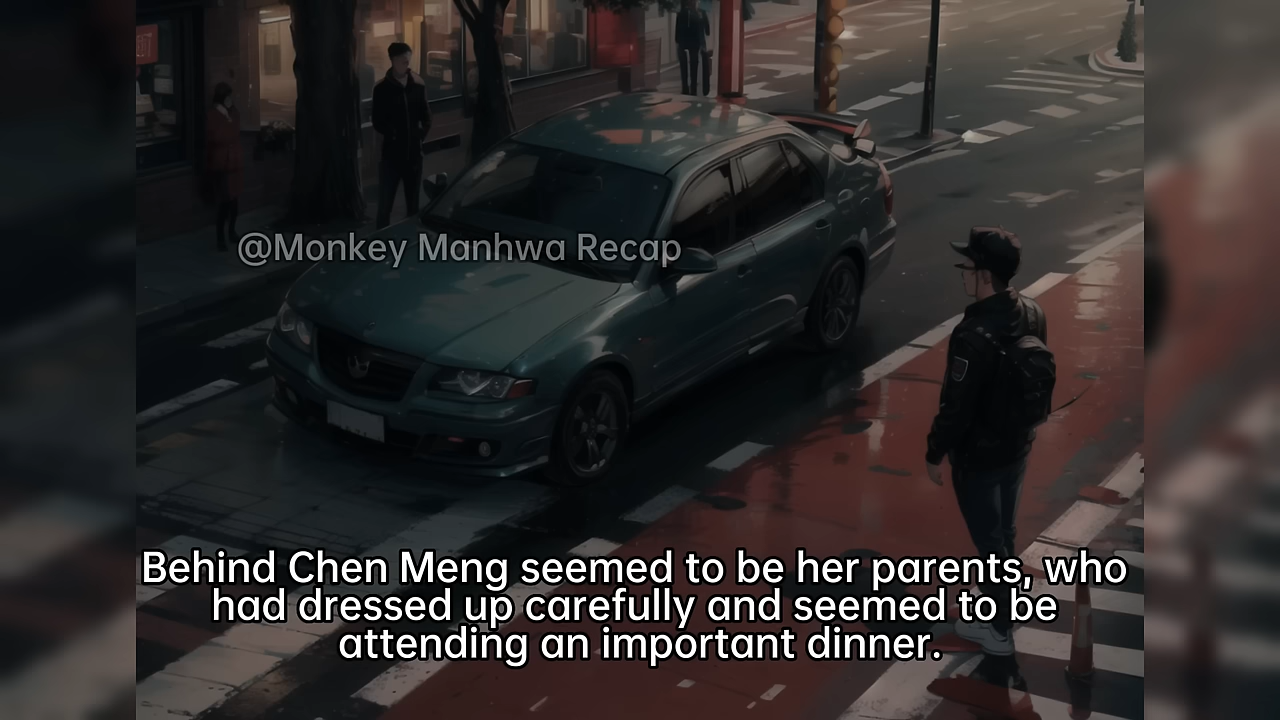 @Monkey Manhwa Recap
Behind Chen Meng seemed to be her parents, who
had dressed up carefully and seemed to be
attending an important dinner.